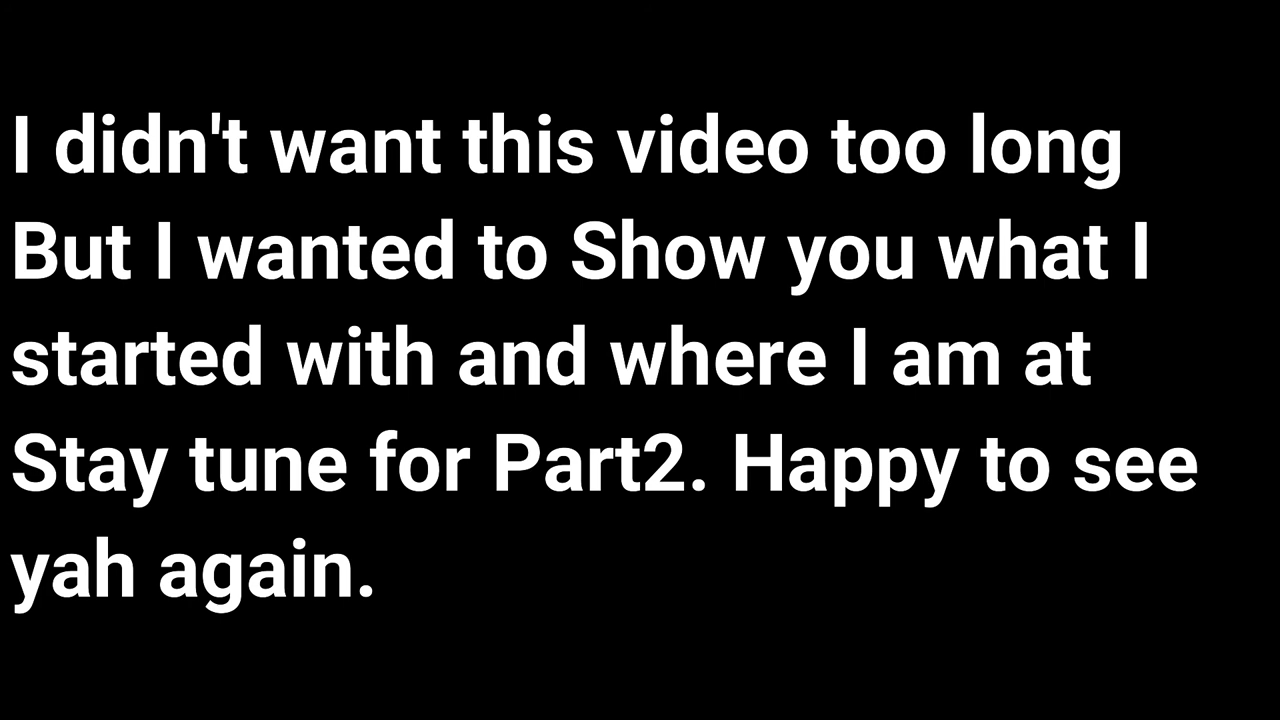 I didn't want this video too long
But I wanted to Show you what I
started with and where I am at
Stay tune for Part2. Happy to see
yah again.